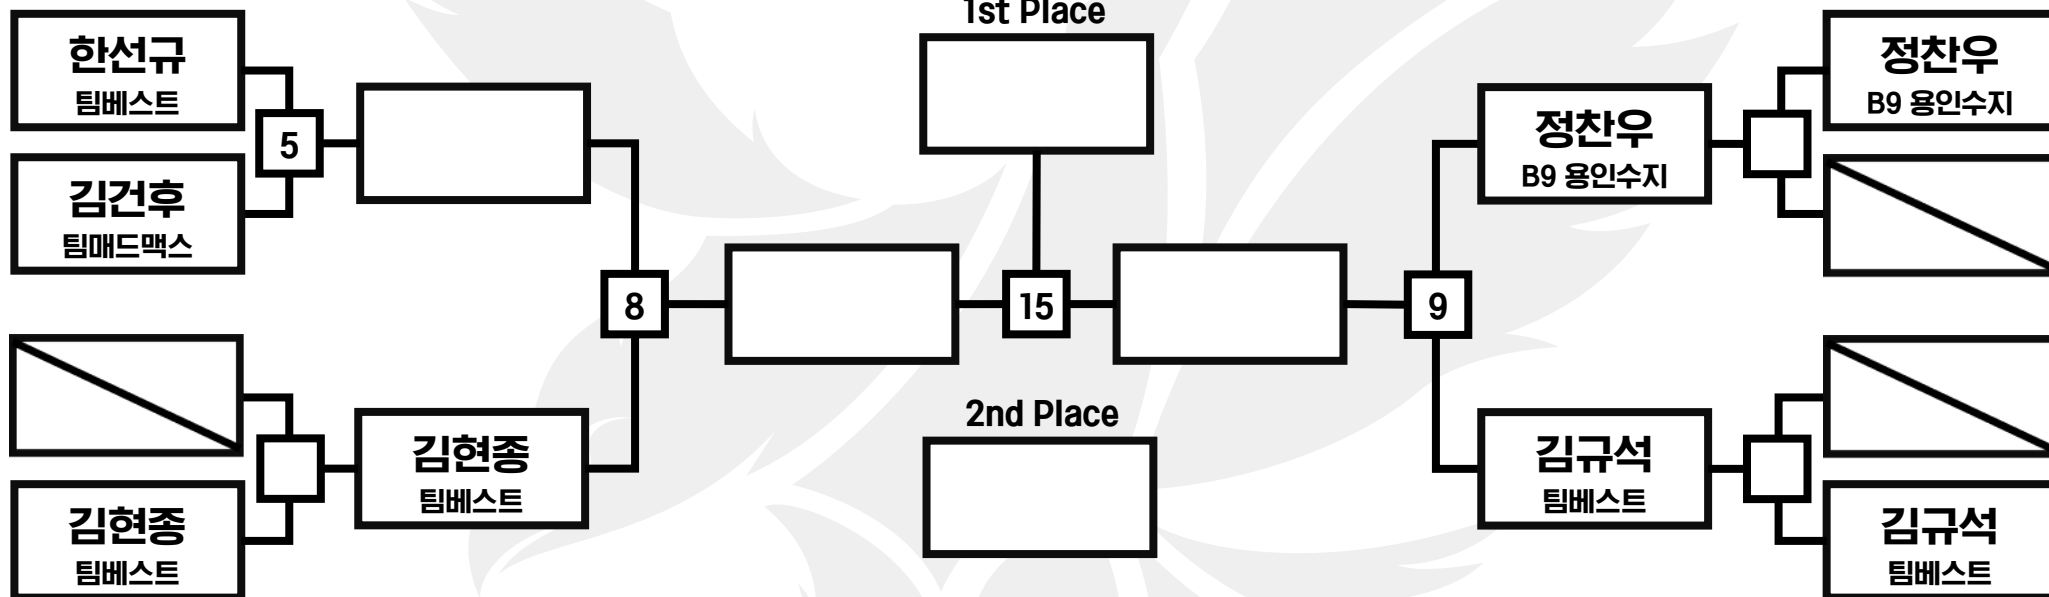 1st Place
한선규
팀베스트
5
김건후
팀매드맥스
김현종
팀베스트
김현종
팀베스트
8
15
2nd Place
9
정찬우
B9 용인수지
김규석
팀베스트
정찬우
B9 용인수지
김규석
팀베스트